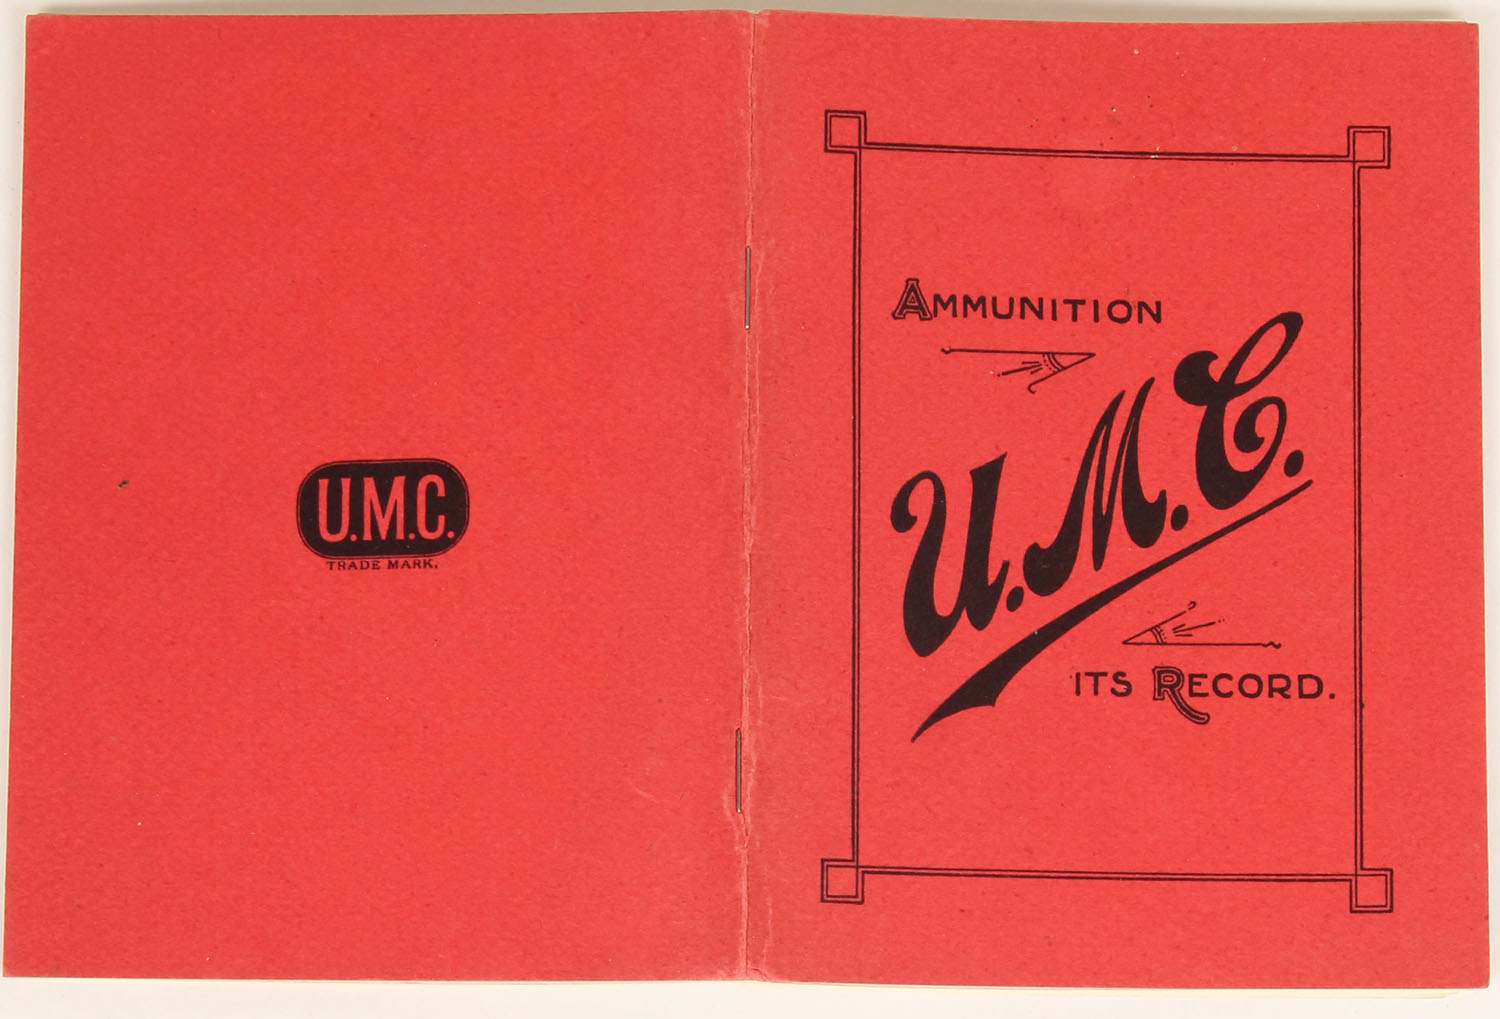 U.M.C.
TRADE MARK.
AMMUNITION
U.M.C.
ITS RECORD.